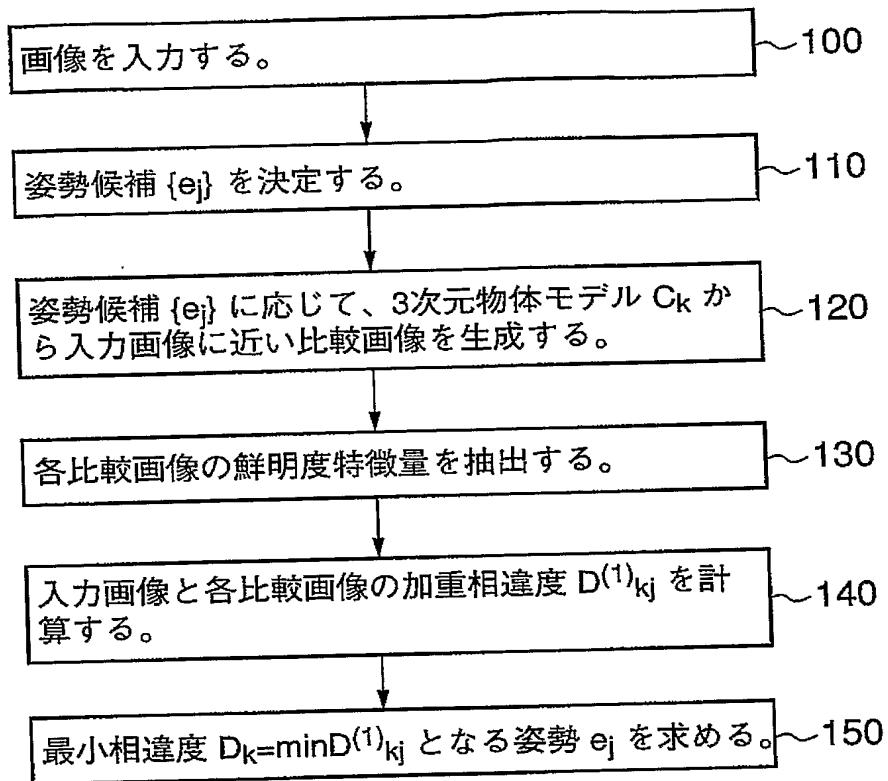 画像を入力する。
100
姿勢候補 {ej} を決定する。
110
姿勢候補 {ej} に応じて、3次元物体モデル Ck か
ら入力画像に近い比較画像を生成する。
120
各比較画像の鮮明度特徴量を抽出する。
130
入力画像と各比較画像の加重相違度 D(1)kj を計
算する。
140
最小相違度 Dk=minD(1)kj となる姿勢 ej を求める。
150